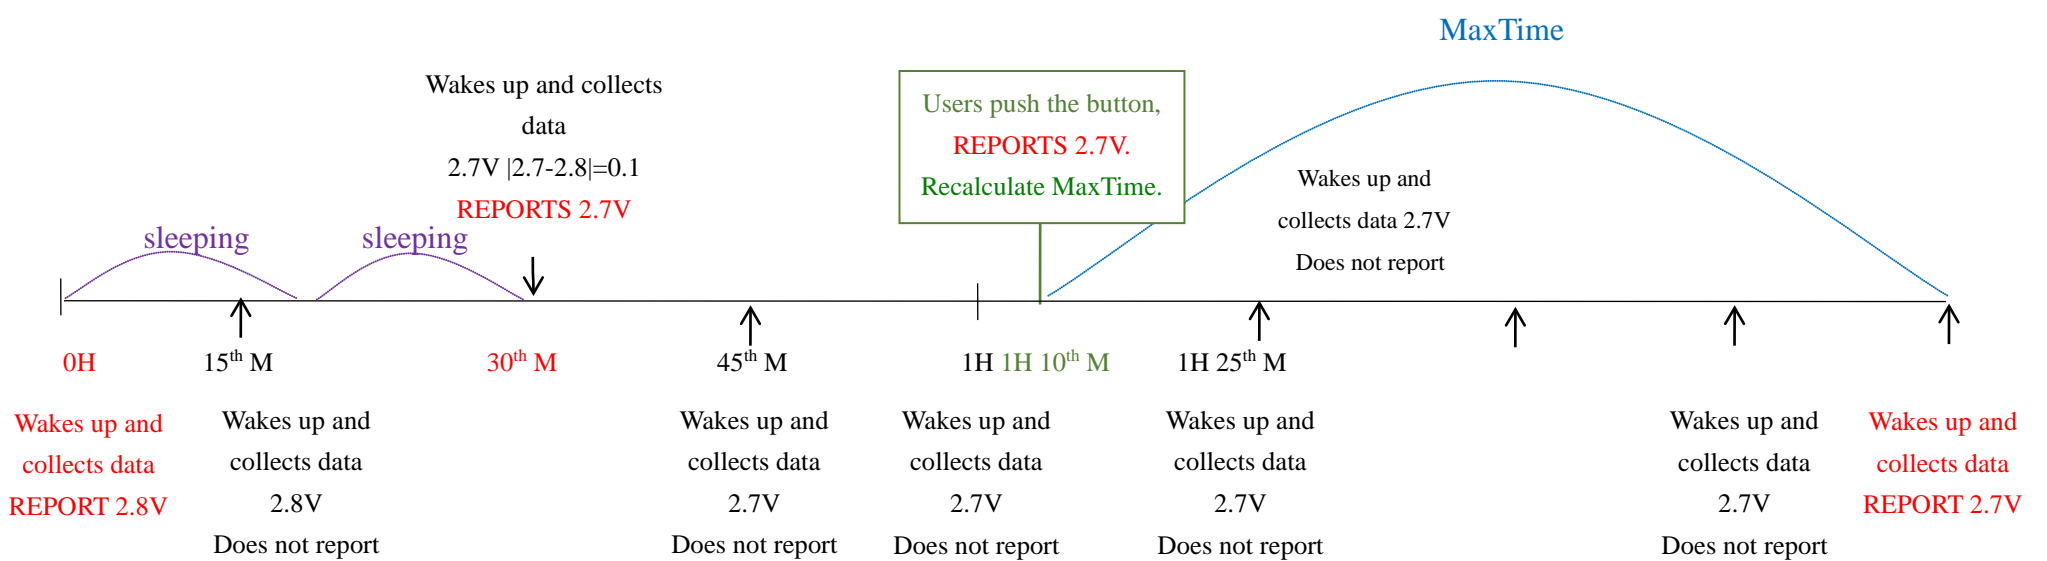 MaxTime
Wakes up and collects
data
2.7V |2.7-2.8|=0.1
REPORTS 2.7V
Users push the button,
REPORTS 2.7V.
Recalculate MaxTime.
Wakes up and
collects data 2.7V
Does not report
sleeping
sleeping
0H
15th M
30th M
45th M
1H
1H 10th M
1H 25th M
Wakes up and
collects data
REPORT 2.8V
Wakes up and
collects data
2.8V
Does not report
Wakes up and
collects data
2.7V
Does not report
Wakes up and
collects data
2.7V
Does not report
Wakes up and
collects data
2.7V
Does not report
Wakes up and
collects data
2.7V
Does not report
Wakes up and
collects data
REPORT 2.7V